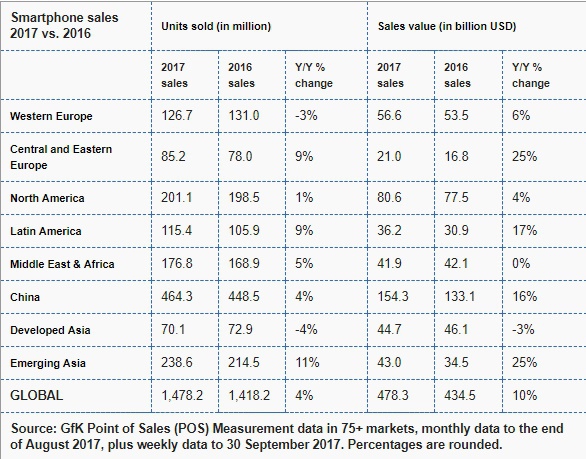 Smartphone sales
2017 vs. 2016
Units sold (in million) Sales value (in billion USD)
2017 sales 2016 sales Y/Y % change 2017 sales 2016 sales Y/Y % change
Western Europe 126.7 131.0 -3% 56.6 53.5 6%
Central and Eastern Europe 85.2 78.0 9% 21.0 16.8 25%
North America 201.1 198.5 1% 80.6 77.5 4%
Latin America 115.4 105.9 9% 36.2 30.9 17%
Middle East & Africa 176.8 168.9 5% 41.9 42.1 0%
China 464.3 448.5 4% 154.3 133.1 16%
Developed Asia 70.1 72.9 -4% 44.7 46.1 -3%
Emerging Asia 238.6 214.5 11% 43.0 34.5 25%
GLOBAL 1,478.2 1,418.2 4% 478.3 434.5 10%
Source: GfK Point of Sales (POS) Measurement data in 75+ markets, monthly data to the end
of August 2017, plus weekly data to 30 September 2017. Percentages are rounded.